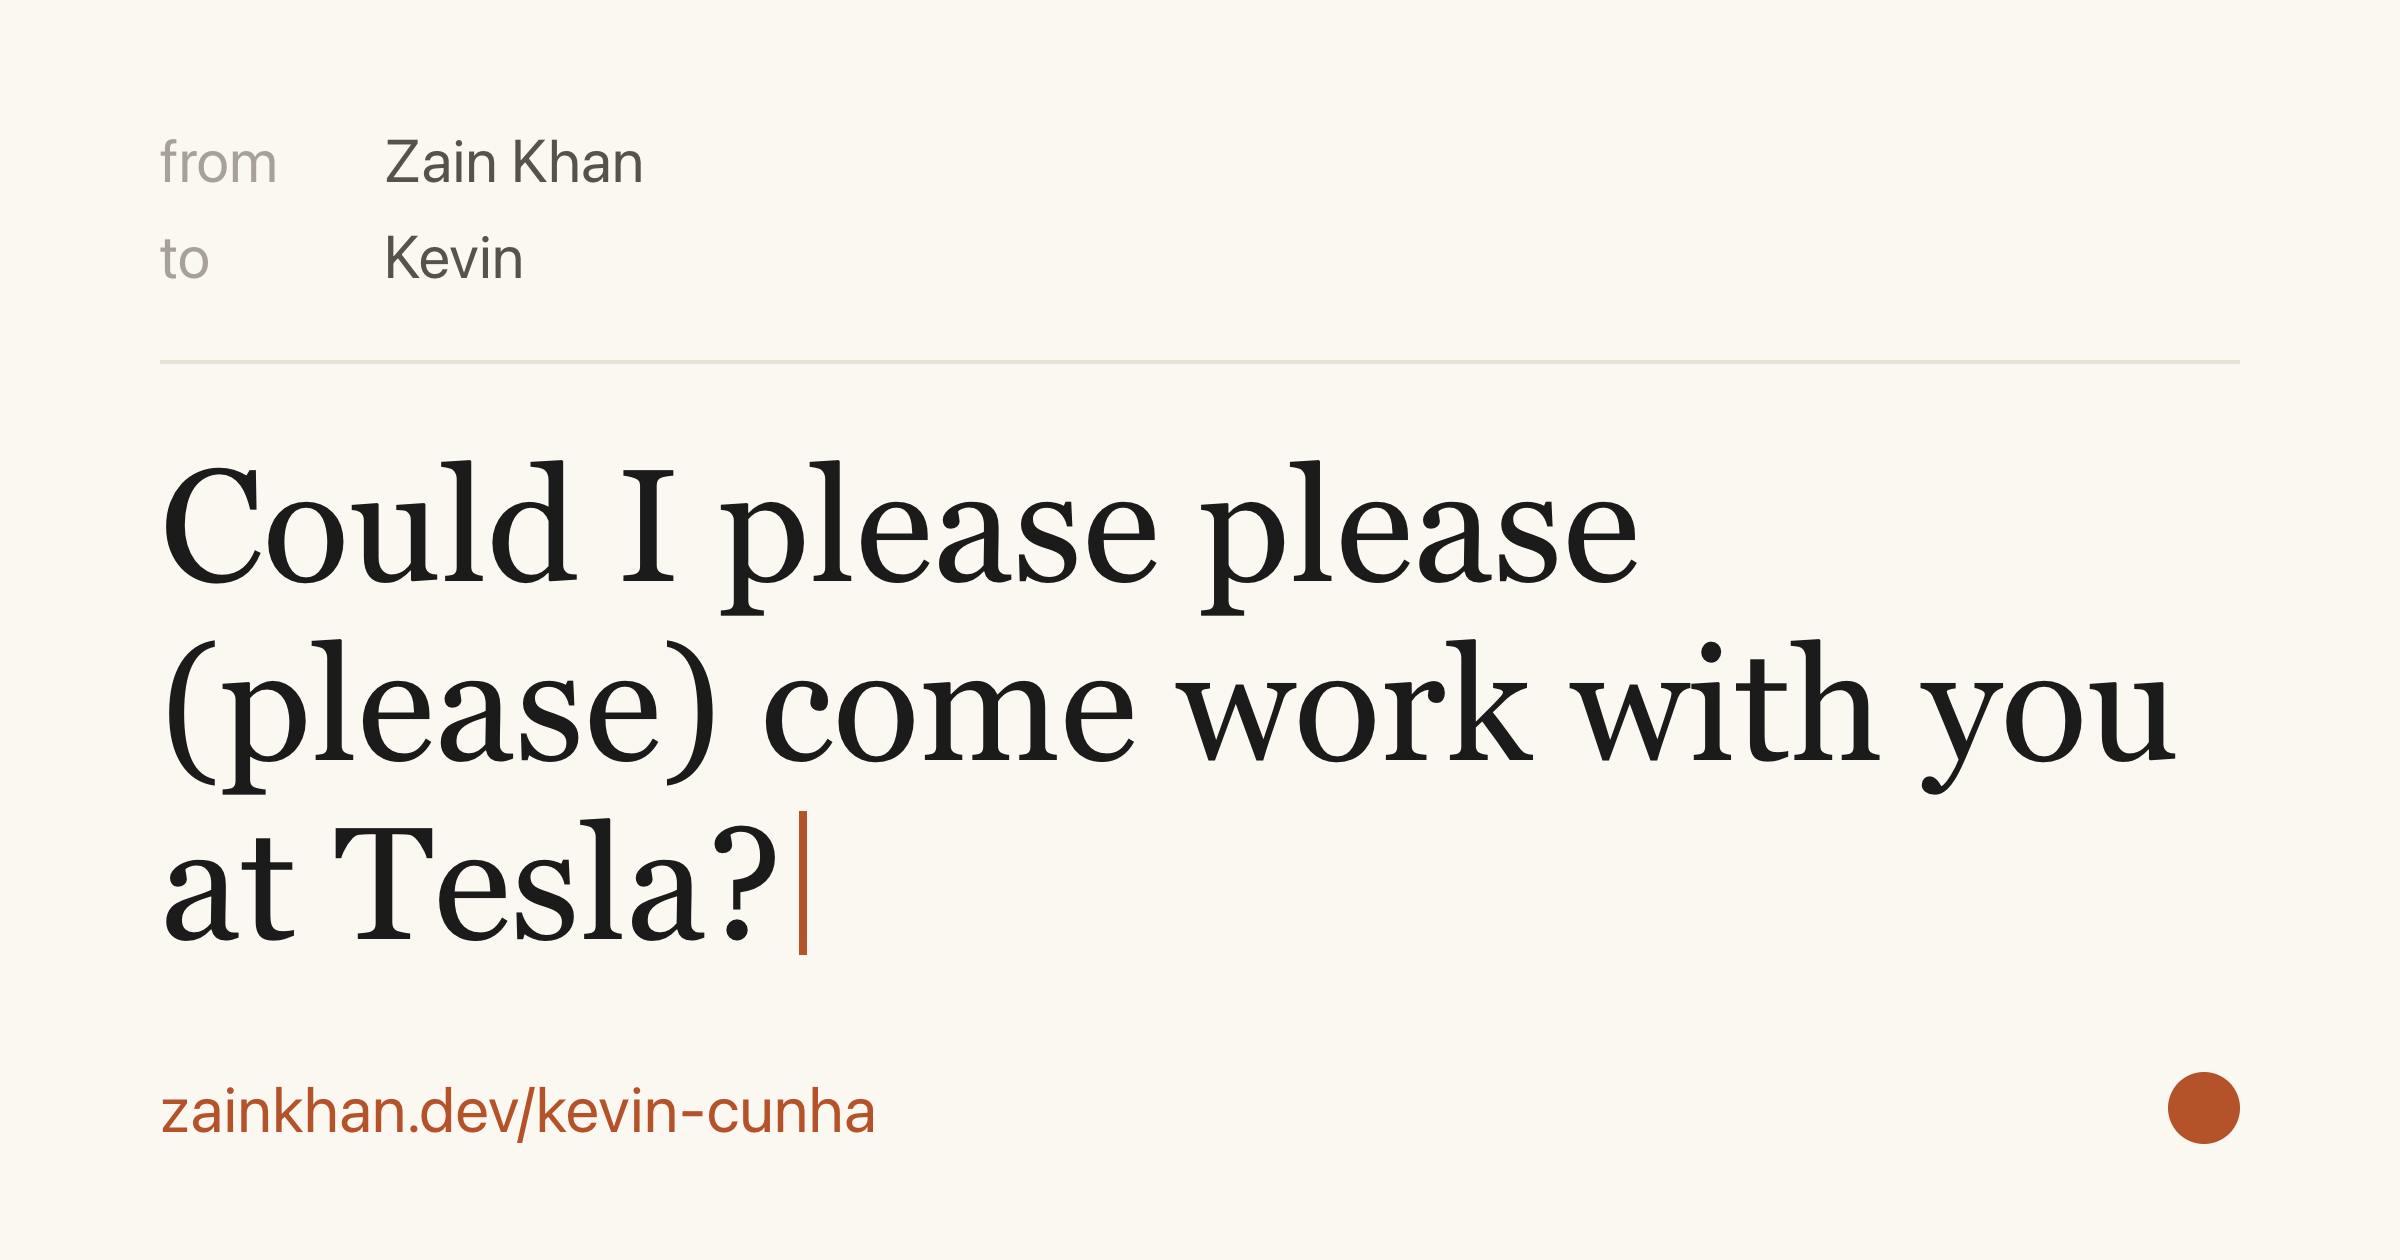 from Zain Khan
to Kevin
Could I please please
(please) come work with you
at Tesla?
zainkhan.dev/kevin-cunha